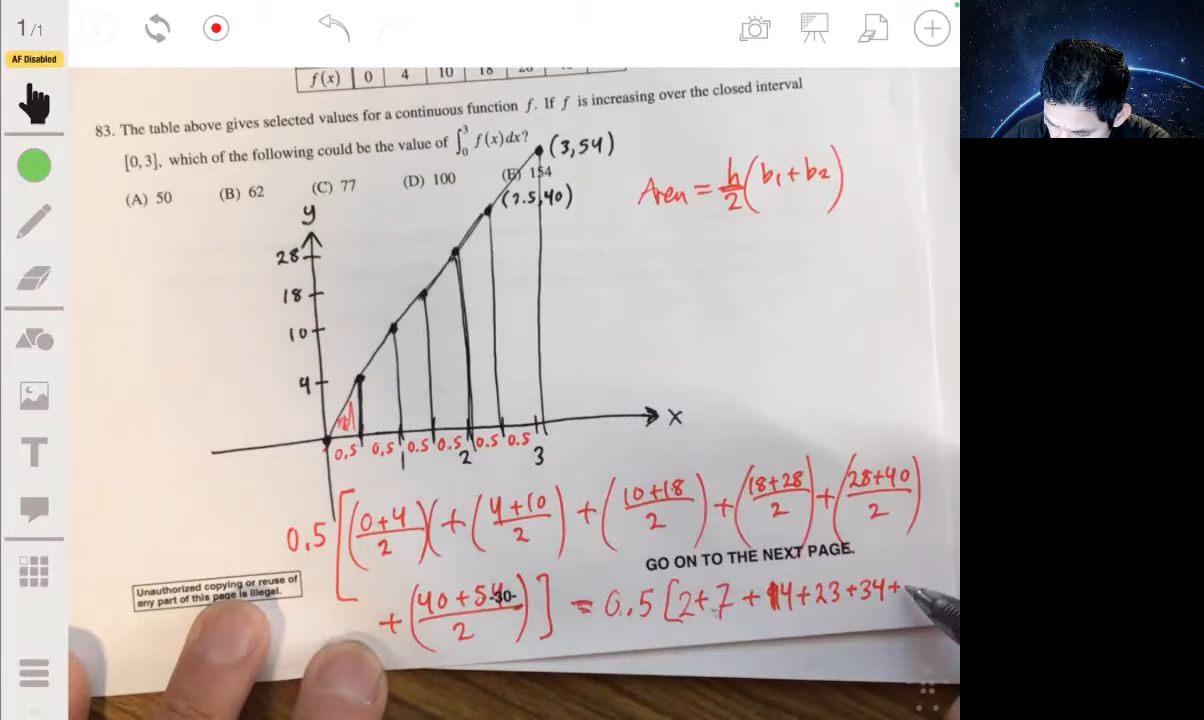 1/1
AF Disabled
f(x) 0 4 10 18
83. The table above gives selected values for a continuous function f. If f is increasing over the closed interval
[0, 3], which of the following could be the value of ∫₀³ f(x)dx?
(A) 50 (B) 62 (C) 77 (D) 100 (E) 154
(3,54)
(2.5,40)
Area = h/2 (b₁+b₂)
y
28
18
10
4
x
0.5 0.5 0.5 0.5 0.5 0.5
1 2 3
0.5[(0+4/2)+(4+10/2)+(10+18/2)+(18+28/2)+(28+40/2)
GO ON TO THE NEXT PAGE.
Unauthorized copying or reuse of
any part of this page is illegal.
-30-
= 0.5[2+7+14+23+34+
T